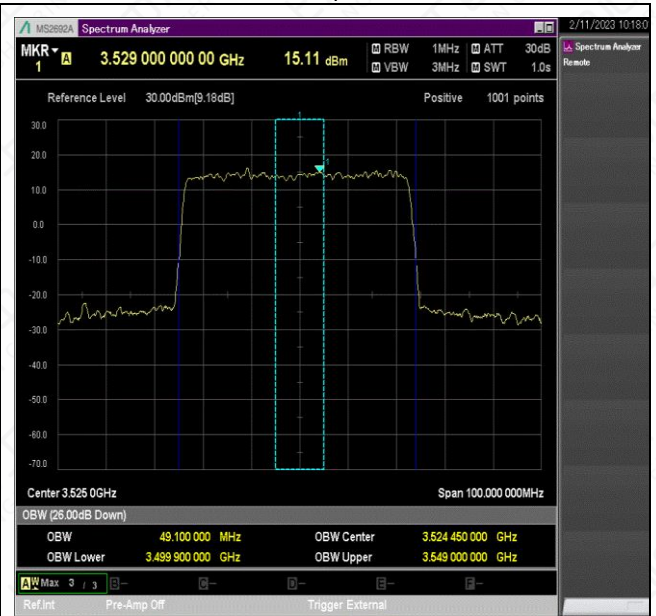 MS2692A Spectrum Analyzer 2/11/2023 10:18:0
MKR 1 A 3.529 000 000 00 GHz 15.11 dBm M RBW 1MHz M ATT 30dB
M VBW 3MHz M SWT 1.0s
Spectrum Analyzer
Remote
Reference Level 30.00dBm[9.18dB] Positive 1001 points
1
30.0
20.0
1
10.0
0.0
-10.0
-20.0
-30.0
-40.0
-50.0
-60.0
-70.0
Center 3.525 0GHz Span 100.000 000MHz
OBW (26.00dB Down)
OBW 49.100 000 MHz OBW Center 3.524 450 000 GHz
OBW Lower 3.499 900 000 GHz OBW Upper 3.549 000 000 GHz
A W Max 3 / 3 B- C- D- E- F-
Ref.Int Pre-Amp Off Trigger External